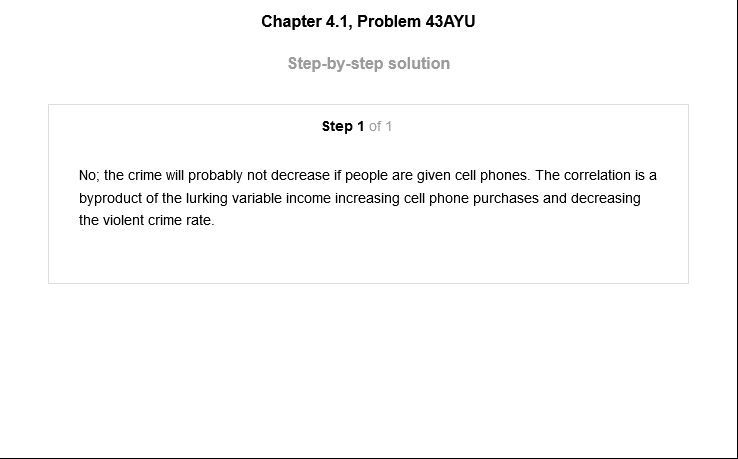 Chapter 4.1, Problem 43AYU
Step-by-step solution
Step 1 of 1
No; the crime will probably not decrease if people are given cell phones. The correlation is a
byproduct of the lurking variable income increasing cell phone purchases and decreasing
the violent crime rate.